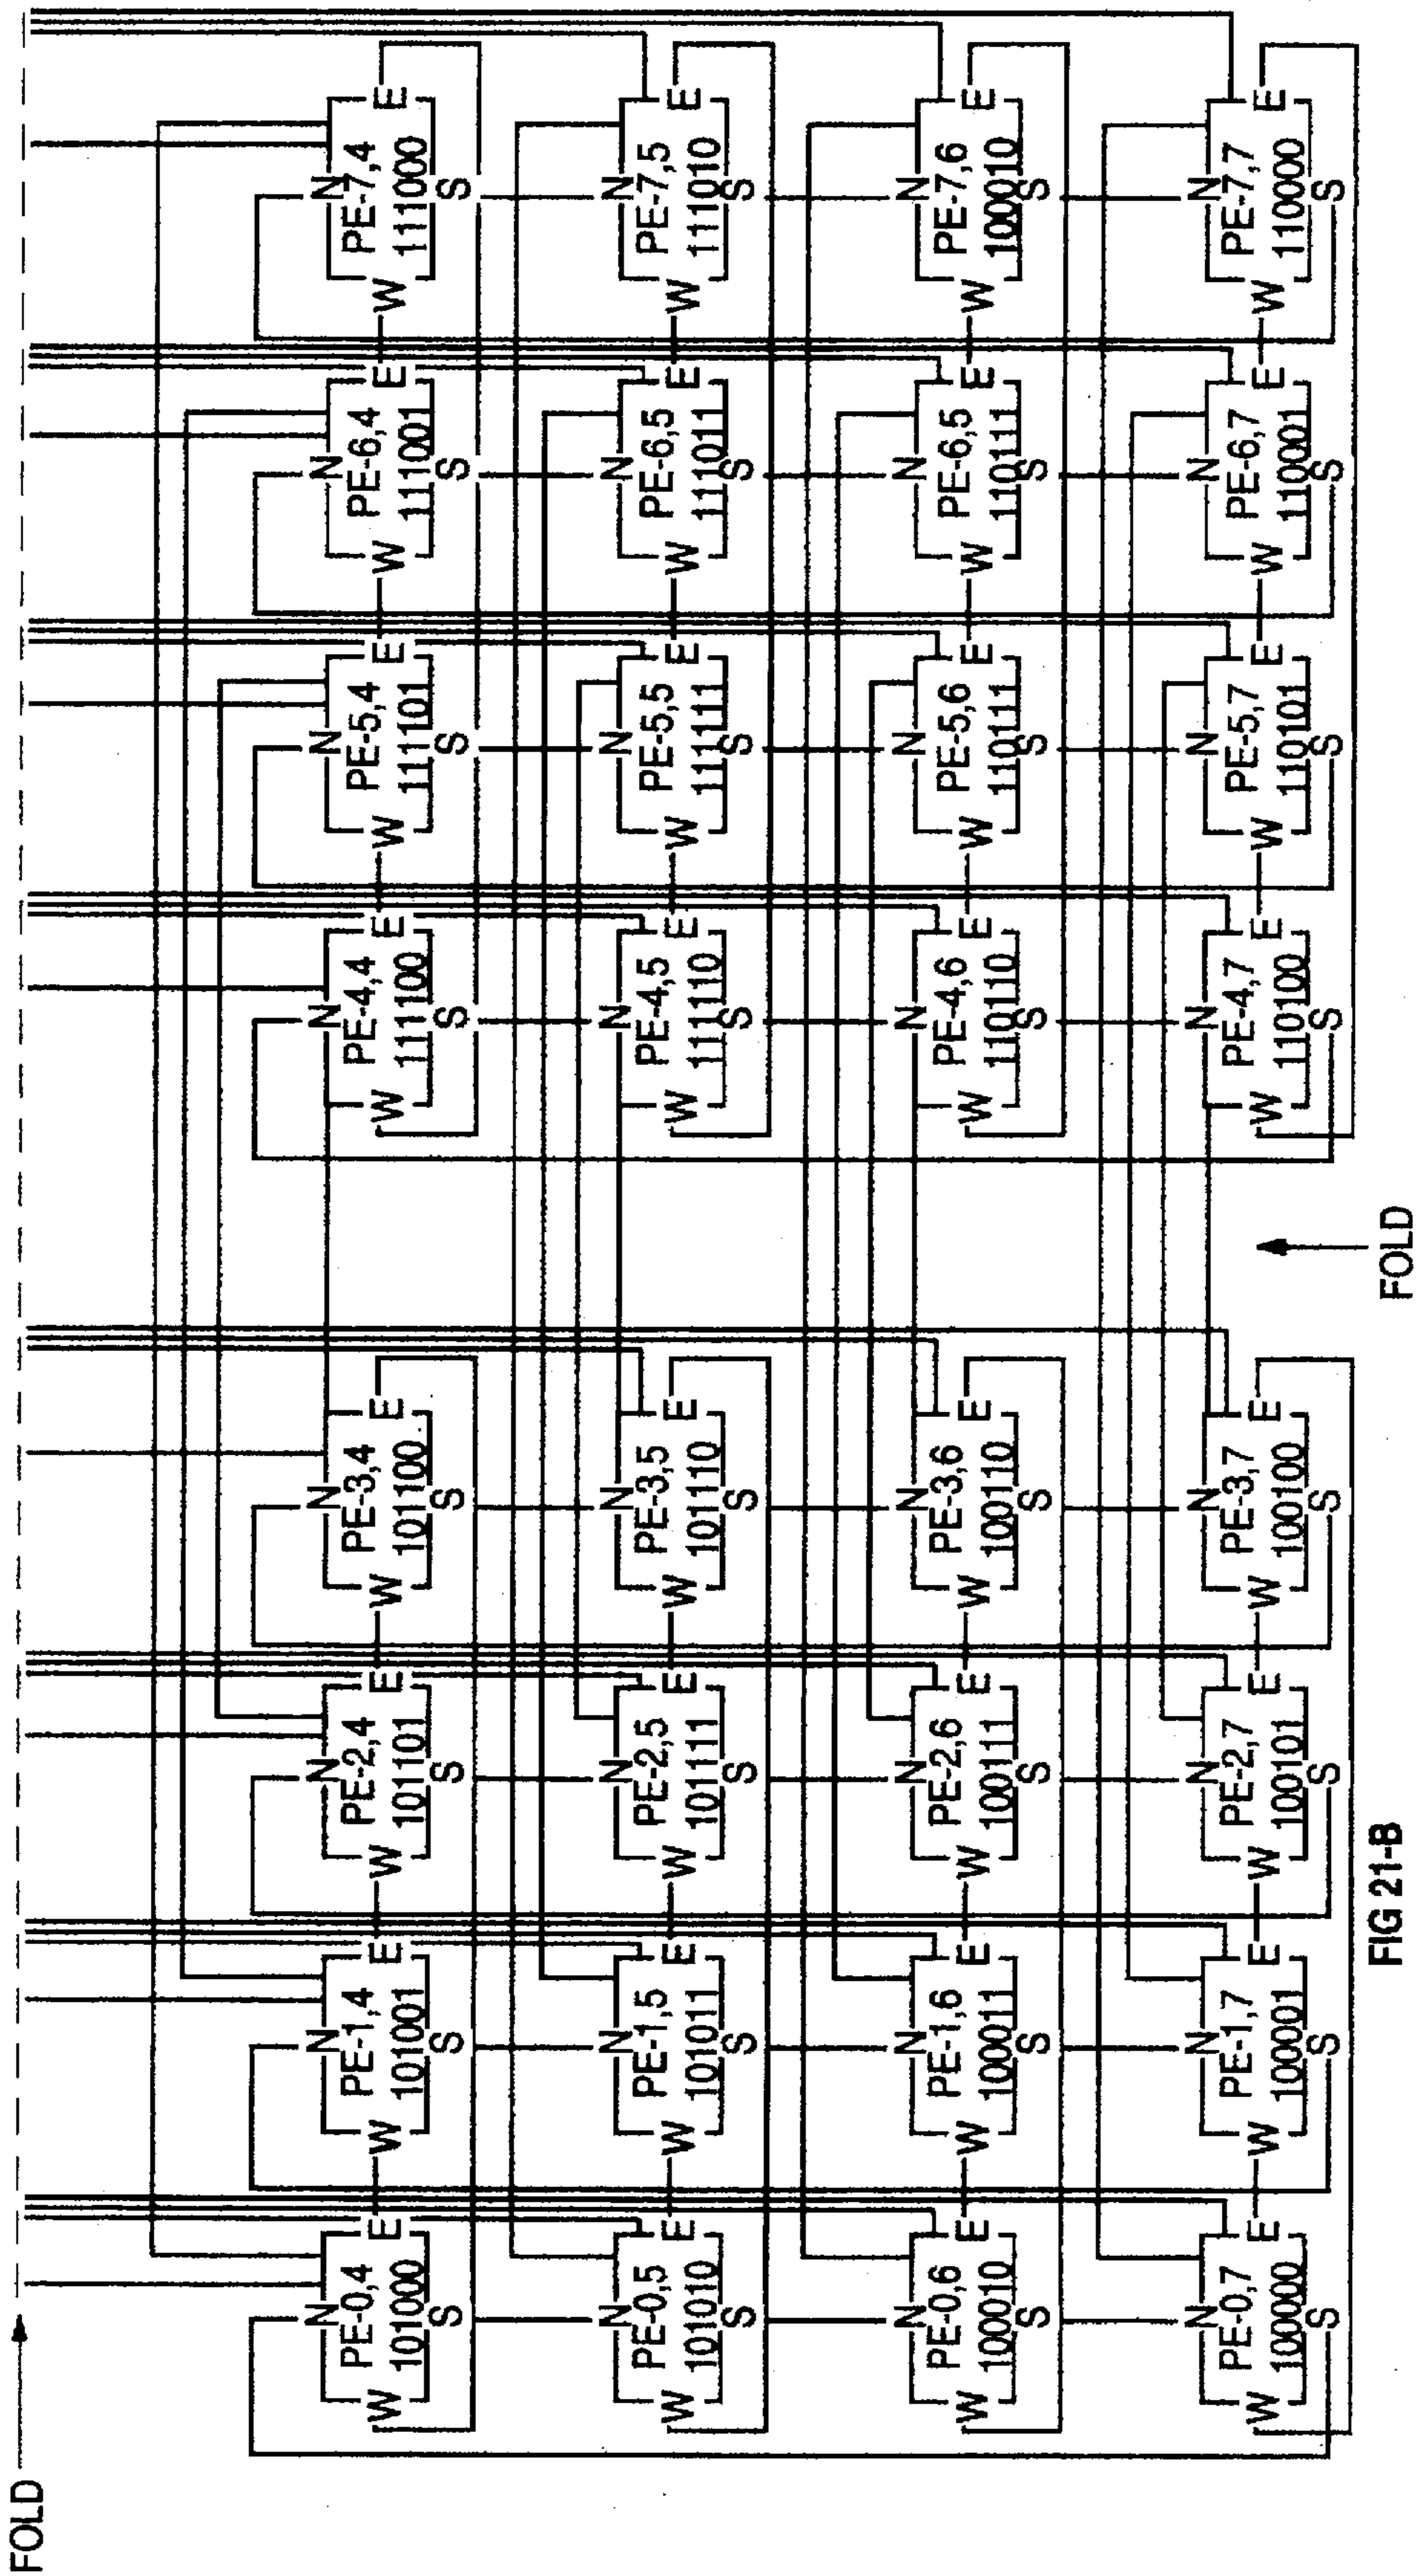 FOLD
N N N N N N N N
PE-0,4 PE-1,4 PE-2,4 PE-3,4 PE-4,4 PE-5,4 PE-6,4 PE-7,4
W E W E W E W E W E W E W E W E
101000 101001 101101 101100 111100 111101 111001 111000
S S S S S S S S
N N N N N N N N
PE-0,5 PE-1,5 PE-2,5 PE-3,5 PE-4,5 PE-5,5 PE-6,5 PE-7,5
W E W E W E W E W E W E W E W E
101010 101011 101111 101110 111110 111111 111011 111010
S S S S S S S S
N N N N N N N N
PE-0,6 PE-1,6 PE-2,6 PE-3,6 PE-4,6 PE-5,6 PE-6,5 PE-7,6
W E W E W E W E W E W E W E W E
100010 100011 100111 100110 110110 110111 110111 100010
S S S S S S S S
N N N N N N N N
PE-0,7 PE-1,7 PE-2,7 PE-3,7 PE-4,7 PE-5,7 PE-6,7 PE-7,7
W E W E W E W E W E W E W E W E
100000 100001 100101 100100 110100 110101 110001 110000
S S S S S S S S
FOLD
FIG 21-B